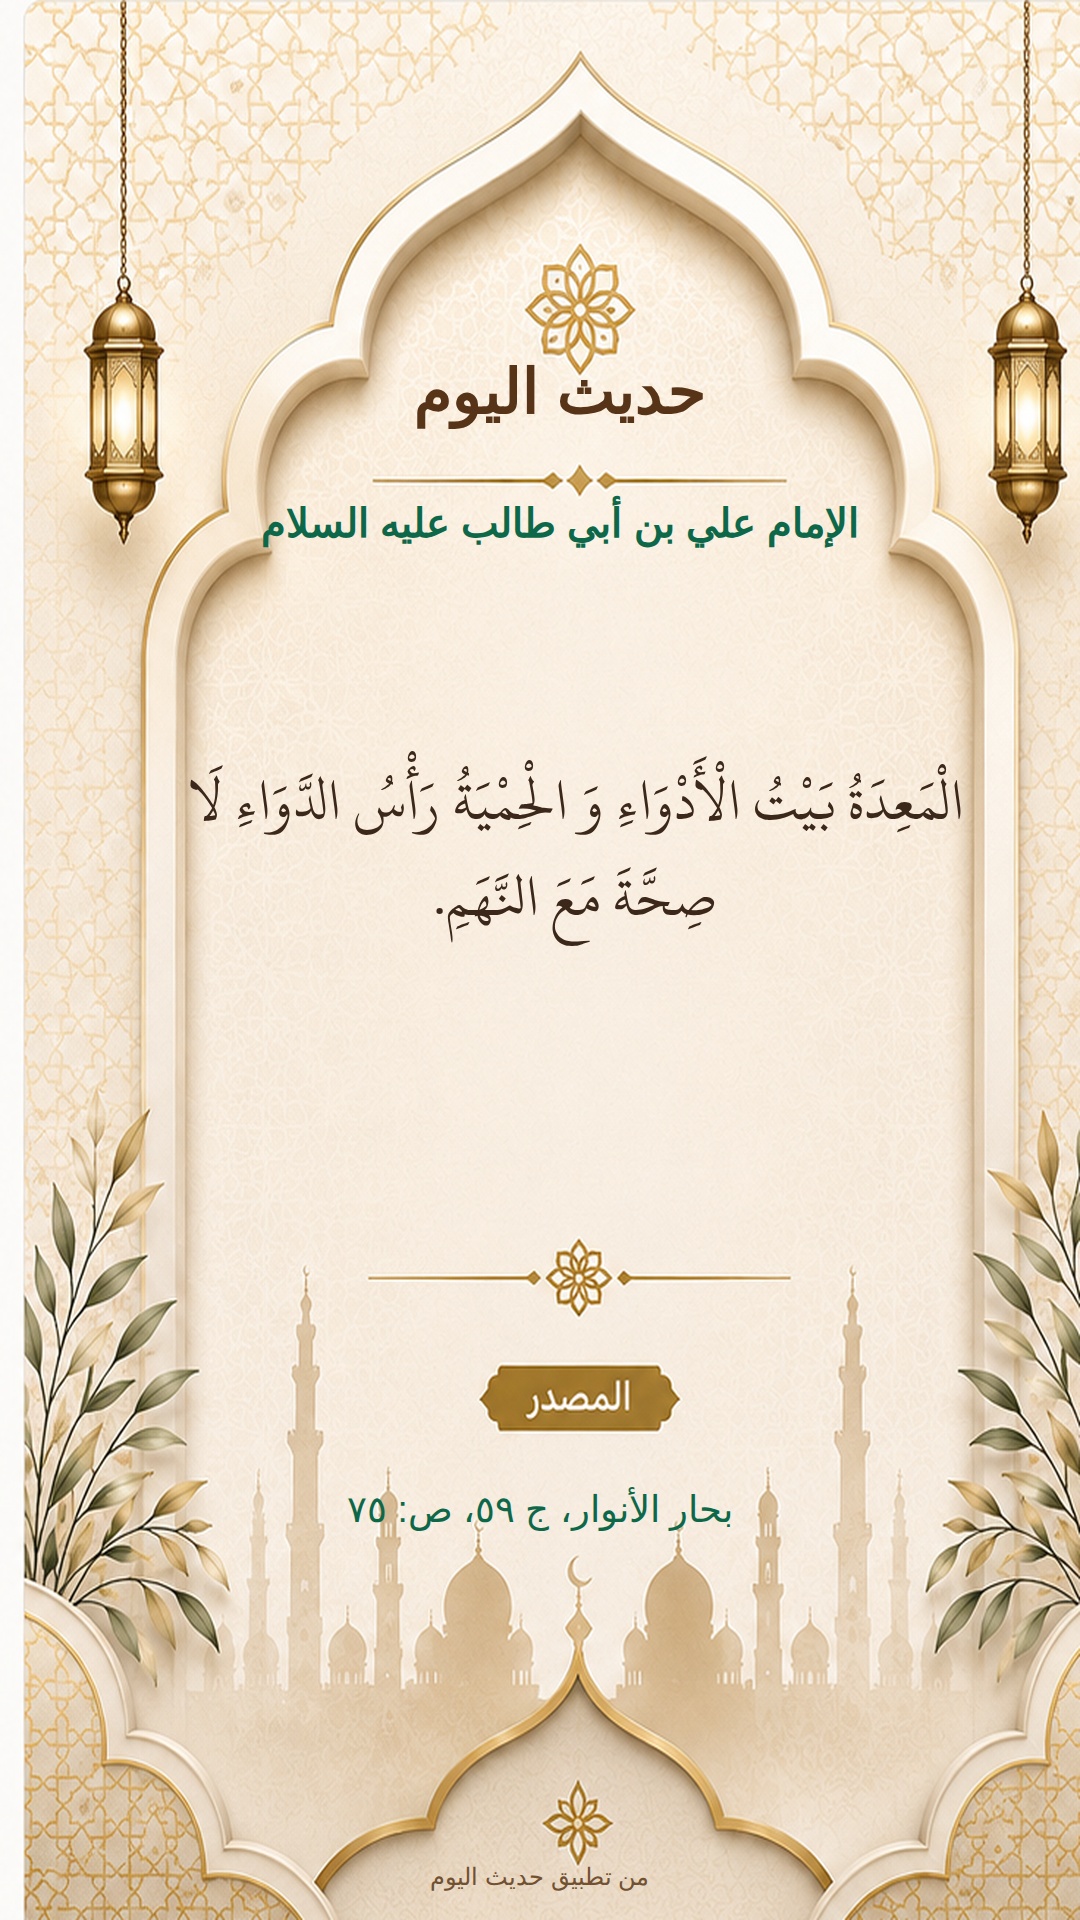 حديث اليوم
الإمام علي بن أبي طالب عليه السلام
الْمَعِدَةُ بَيْتُ الْأَدْوَاءِ وَ الْحِمْيَةُ رَأْسُ الدَّوَاءِ لَا
صِحَّةَ مَعَ النَّهَمِ.
المصدر
بحار الأنوار، ج ٥٩، ص: ٧٥
من تطبيق حديث اليوم